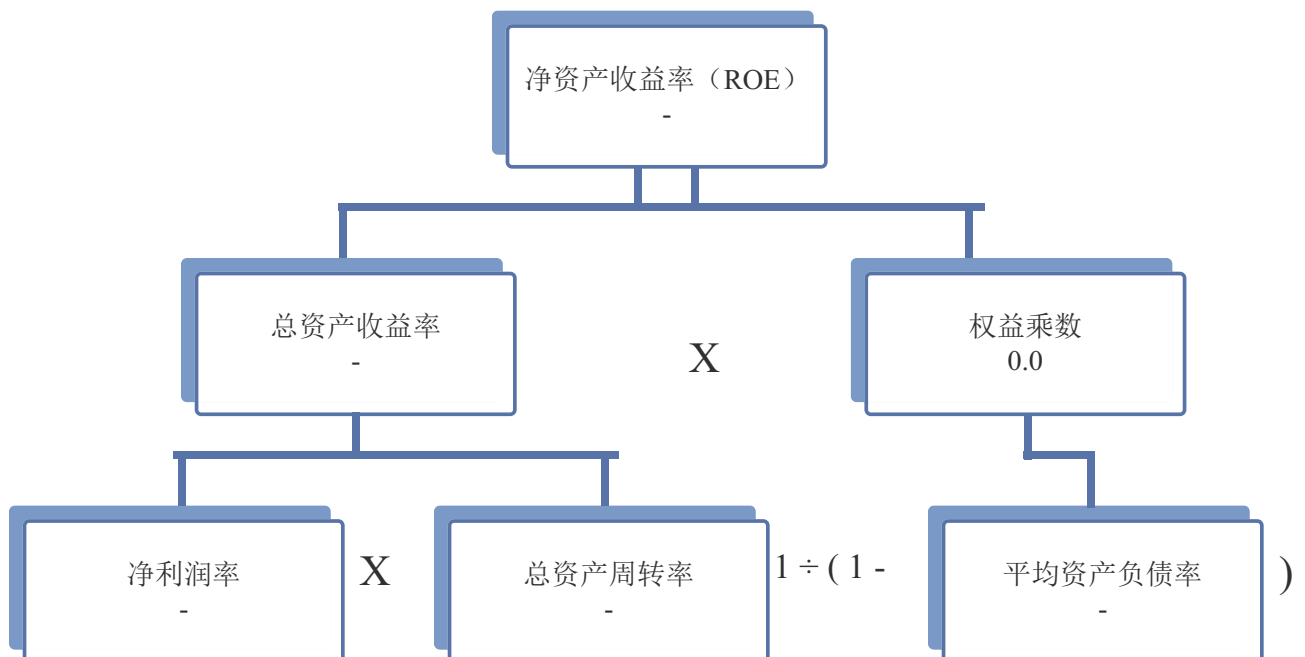 净资产收益率（ROE）
-
总资产收益率
-
X
权益乘数
0.0
净利润率
-
X
总资产周转率
-
1 ÷ ( 1 -
平均资产负债率
-
)